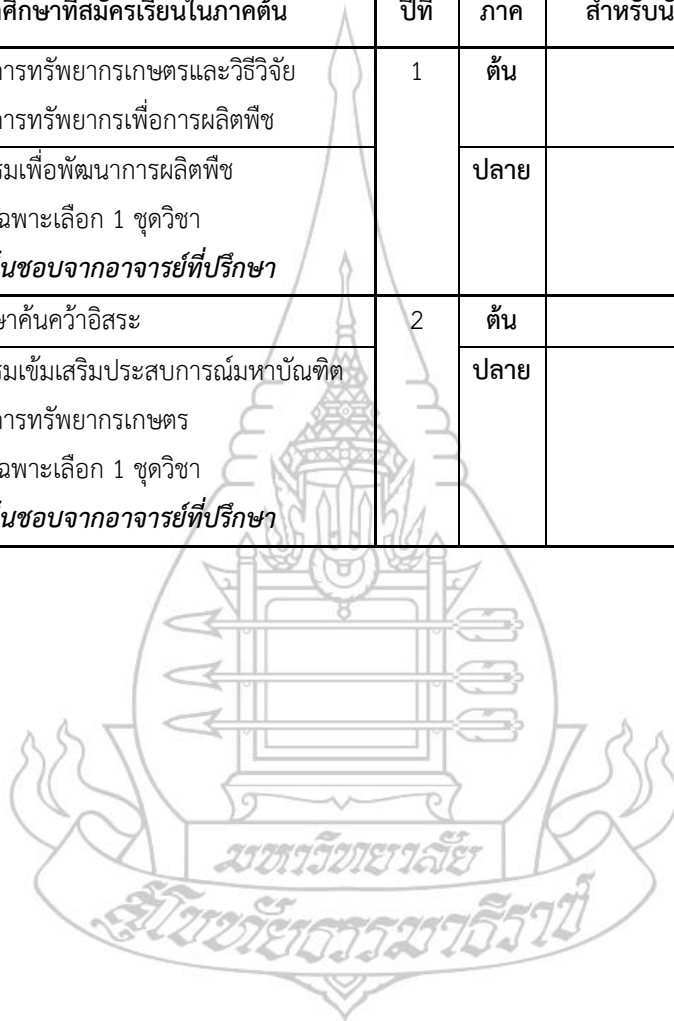 าศึกษาที่สมัครเรียนในภาคต้น ปีที่ ภาค สำหรับนั
การทรัพยากรเกษตรและวิธีวิจัย 1 ต้น
การทรัพยากรเพื่อการผลิตพืช
รมเพื่อพัฒนาการผลิตพืช ปลาย
ฉพาะเลือก 1 ชุดวิชา
ห็นชอบจากอาจารย์ที่ปรึกษา
ษาค้นคว้าอิสระ 2 ต้น
รมเข้มเสริมประสบการณ์มหาบัณฑิต ปลาย
การทรัพยากรเกษตร
ฉพาะเลือก 1 ชุดวิชา
ห็นชอบจากอาจารย์ที่ปรึกษา
มหาวิทยาลัย
สุโขทัยธรรมาธิราช